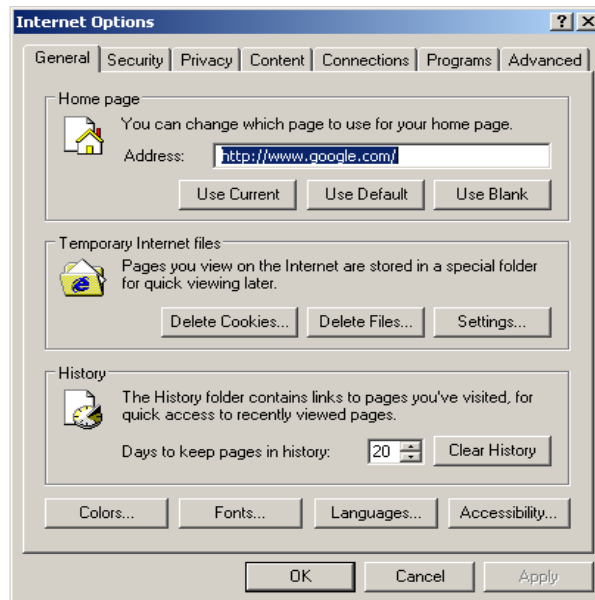 Internet Options
General Security Privacy Content Connections Programs Advanced
Home page
You can change which page to use for your home page.
Address: http://www.google.com/
Use Current Use Default Use Blank
Temporary Internet files
Pages you view on the Internet are stored in a special folder
for quick viewing later.
Delete Cookies... Delete Files... Settings...
History
The History folder contains links to pages you've visited, for
quick access to recently viewed pages.
Days to keep pages in history: 20 Clear History
Colors... Fonts... Languages... Accessibility...
OK Cancel Apply